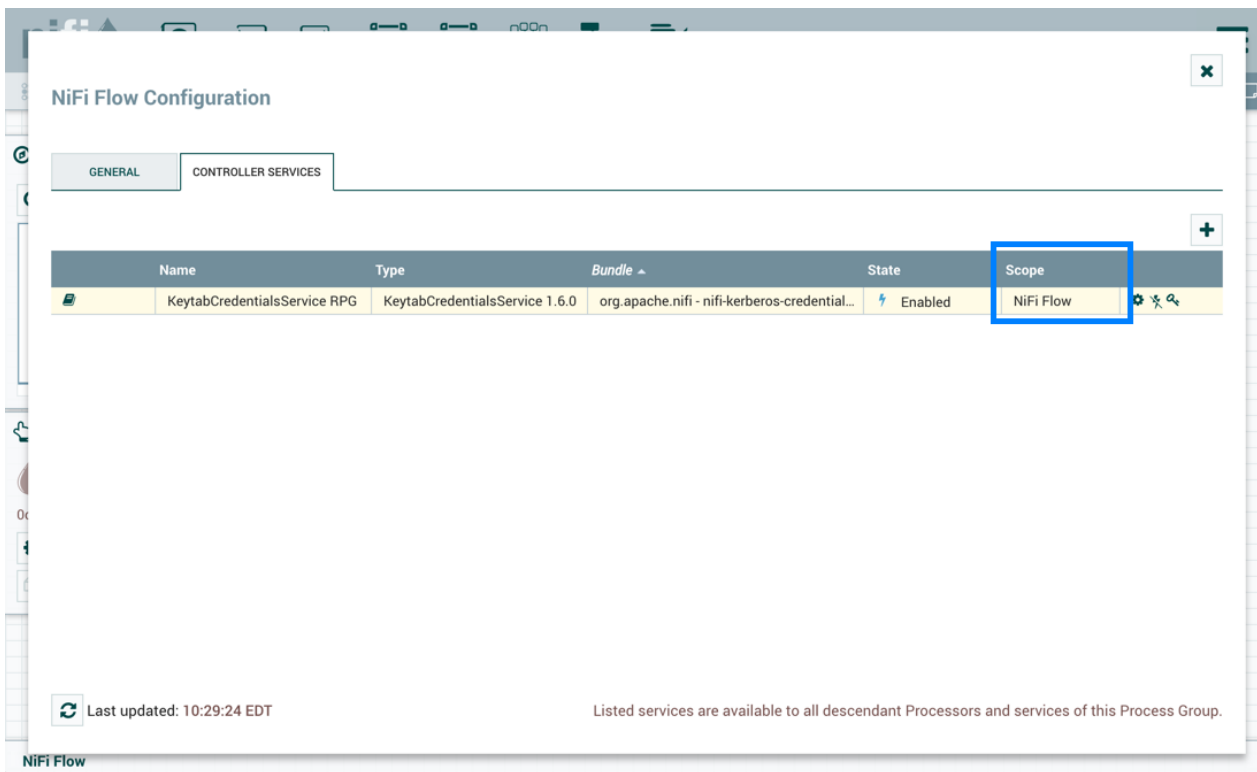 NiFi Flow Configuration
GENERAL
CONTROLLER SERVICES
Name Type Bundle State Scope
KeytabCredentialsService RPG KeytabCredentialsService 1.6.0 org.apache.nifi - nifi-kerberos-credential... Enabled NiFi Flow
Last updated: 10:29:24 EDT
Listed services are available to all descendant Processors and services of this Process Group.
NiFi Flow